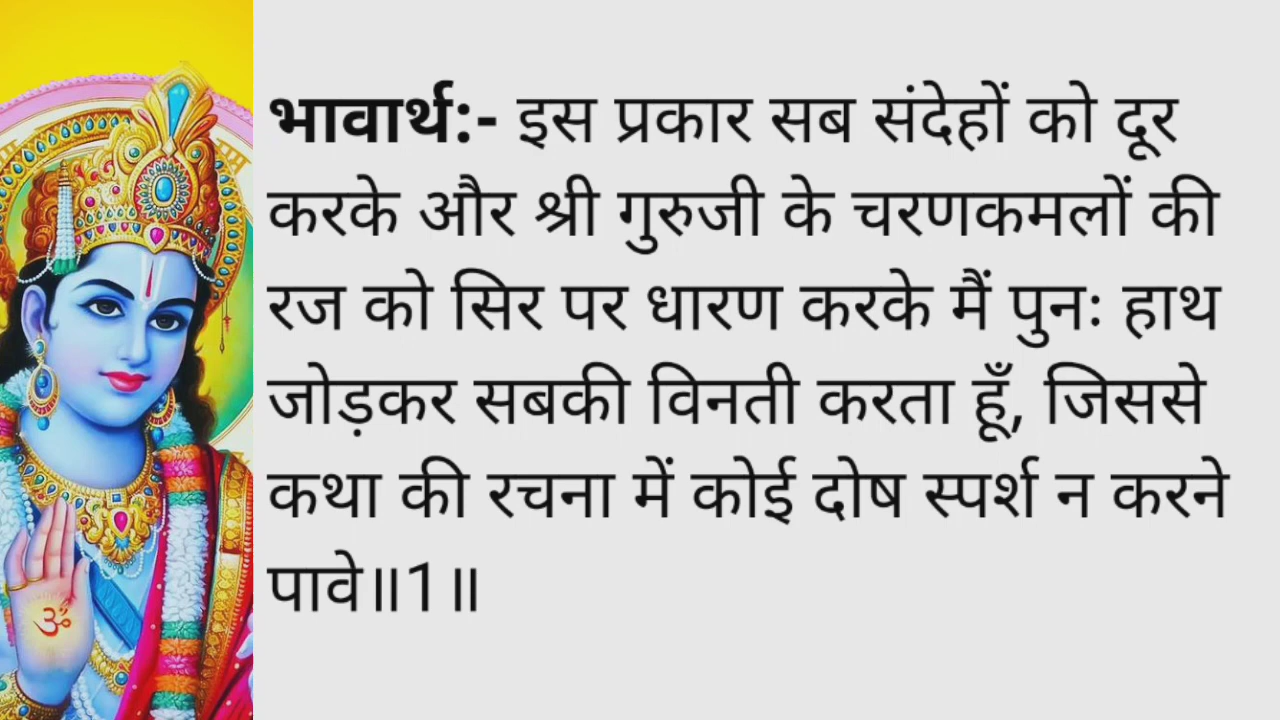 भावार्थ:- इस प्रकार सब संदेहों को दूर
करके और श्री गुरुजी के चरणकमलों की
रज को सिर पर धारण करके मैं पुनः हाथ
जोड़कर सबकी विनती करता हूँ, जिससे
कथा की रचना में कोई दोष स्पर्श न करने
पावे॥1॥
ॐ